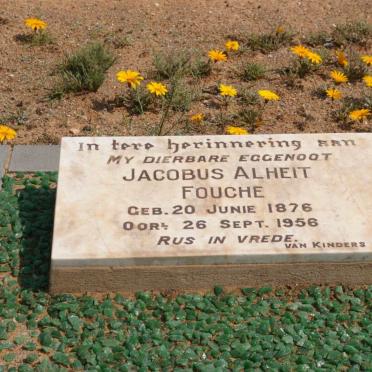 In tere herinnering aan
My dierbare eggenoot
Jacobus Alheit
Fouche
Geb. 20 Junie 1876
Oorl. 26 Sept. 1956
Rus in vrede.
van kinders